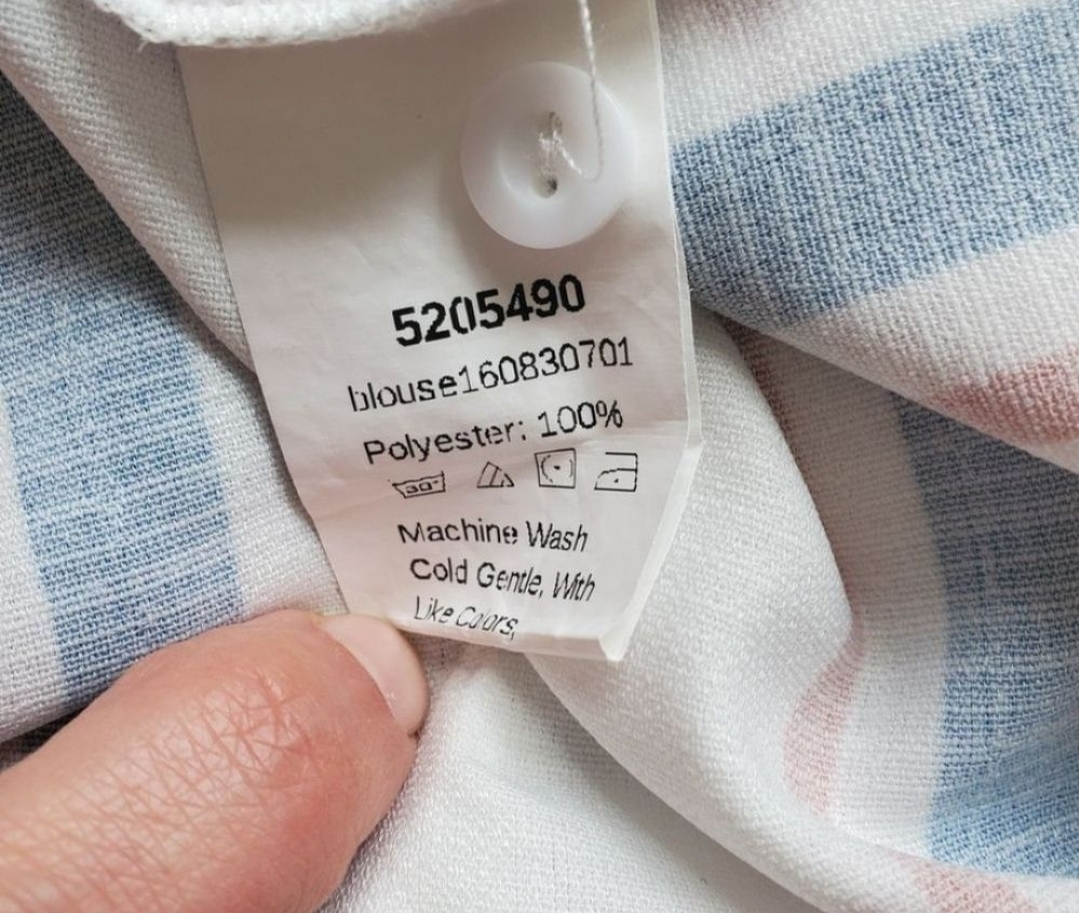 5205490
blouse160830701
Polyester: 100%
30°
Machine Wash
Cold Gentle, With
Like Colors,